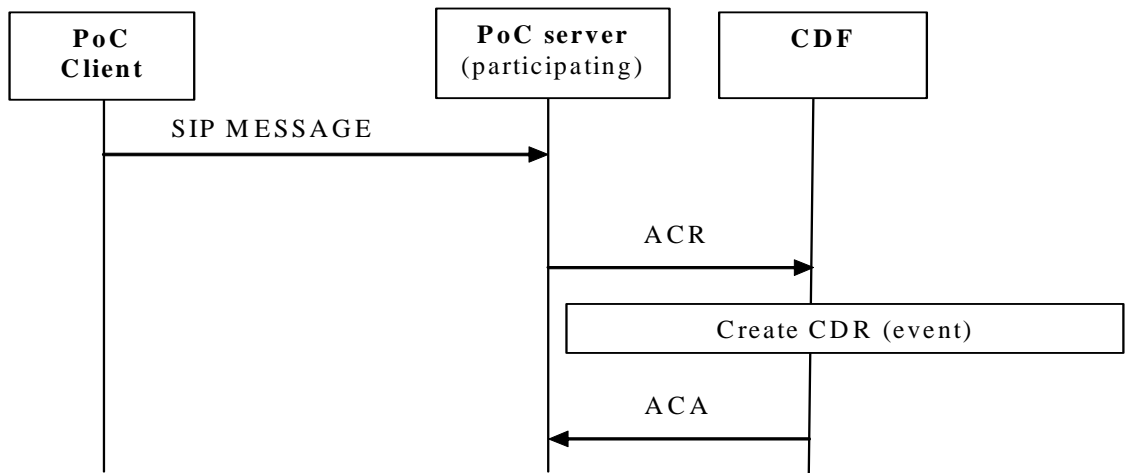 PoC
Client
PoC server
(participating)
CDF
SIP MESSAGE
ACR
Create CDR (event)
ACA